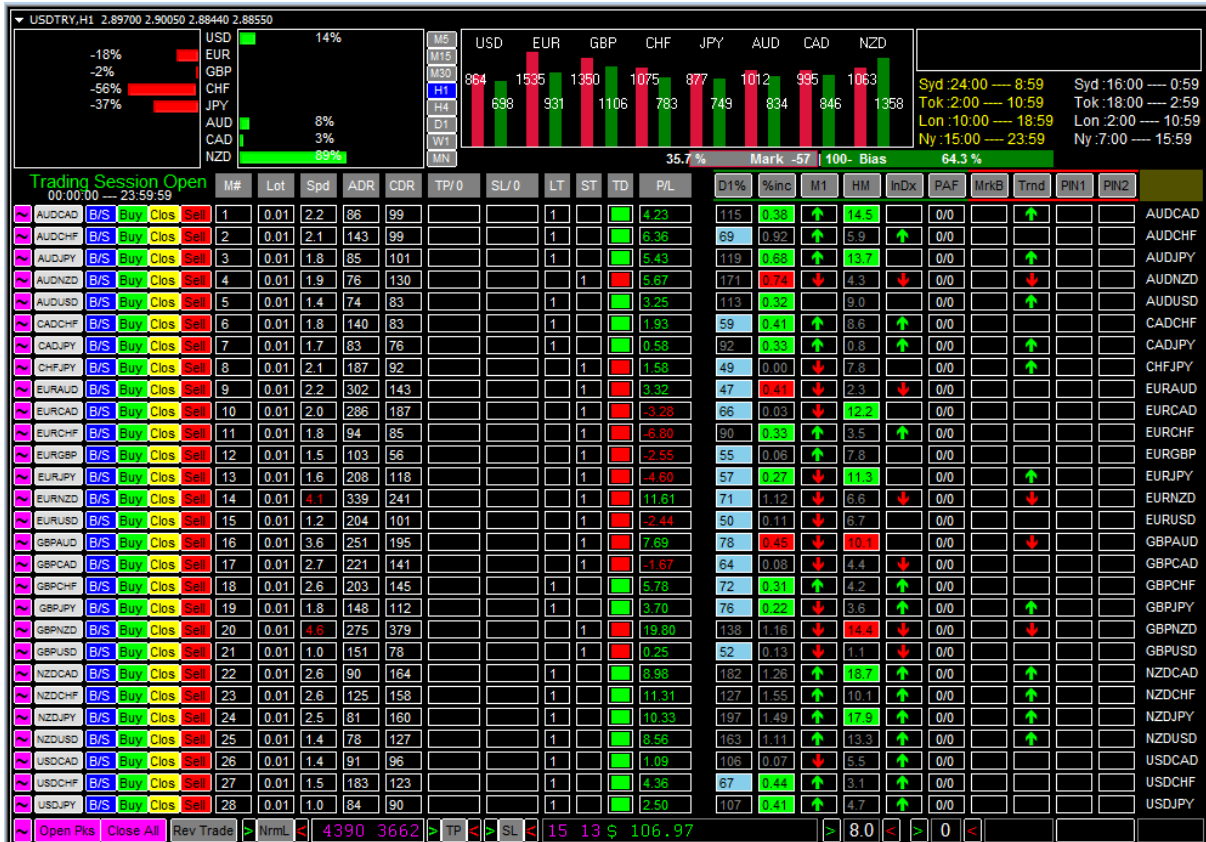 USDTRY,H1 2.89700 2.90050 2.88440 2.88550
USD 14%
-18% EUR
-2% GBP
-56% CHF
-37% JPY
AUD 8%
CAD 3%
NZD 89%
M5
M15
M30
H1
H4
D1
W1
MN
USD EUR GBP CHF JPY AUD CAD NZD
864 1535 1350 1075 877 1012 995 1063
698 931 1106 783 749 834 846 1358
35.7 % Mark -57 | 100- Bias 64.3 %
Syd :24:00 ---- 8:59 Syd :16:00 ---- 0:59
Tok :2:00 ---- 10:59 Tok :18:00 ---- 2:59
Lon :10:00 ---- 18:59 Lon :2:00 ---- 10:59
Ny :15:00 ---- 23:59 Ny :7:00 ---- 15:59
Trading Session Open
00:00:00 ---- 23:59:59
M# Lot Spd ADR CDR TP/ 0 SL/ 0 LT ST TD P/L D1% %inc M1 HM InDx PAF MrkB Trnd PIN1 PIN2
~ AUDCAD B/S Buy Clos Sell 1 0.01 2.2 86 99 1 4.23 115 0.38 14.5 0/0 AUDCAD
~ AUDCHF B/S Buy Clos Sell 2 0.01 2.1 143 99 1 6.36 69 0.92 5.9 0/0 AUDCHF
~ AUDJPY B/S Buy Clos Sell 3 0.01 1.8 85 101 1 5.43 119 0.68 13.7 0/0 AUDJPY
~ AUDNZD B/S Buy Clos Sell 4 0.01 1.9 76 130 1 5.67 171 0.74 4.3 0/0 AUDNZD
~ AUDUSD B/S Buy Clos Sell 5 0.01 1.4 74 83 1 3.25 113 0.32 9.0 0/0 AUDUSD
~ CADCHF B/S Buy Clos Sell 6 0.01 1.8 140 83 1 1.93 59 0.41 8.6 0/0 CADCHF
~ CADJPY B/S Buy Clos Sell 7 0.01 1.7 83 76 1 0.58 92 0.33 0.8 0/0 CADJPY
~ CHFJPY B/S Buy Clos Sell 8 0.01 2.1 187 92 1 1.58 49 0.00 7.8 0/0 CHFJPY
~ EURAUD B/S Buy Clos Sell 9 0.01 2.2 302 143 1 3.32 47 0.41 2.3 0/0 EURAUD
~ EURCAD B/S Buy Clos Sell 10 0.01 2.0 286 187 1 -3.28 66 0.03 12.2 0/0 EURCAD
~ EURCHF B/S Buy Clos Sell 11 0.01 1.8 94 85 1 -6.80 90 0.33 3.5 0/0 EURCHF
~ EURGBP B/S Buy Clos Sell 12 0.01 1.5 103 56 1 -2.55 55 0.06 7.8 0/0 EURGBP
~ EURJPY B/S Buy Clos Sell 13 0.01 1.6 208 118 1 -4.60 57 0.27 11.3 0/0 EURJPY
~ EURNZD B/S Buy Clos Sell 14 0.01 4.1 339 241 1 11.61 71 1.12 6.6 0/0 EURNZD
~ EURUSD B/S Buy Clos Sell 15 0.01 1.2 204 101 1 -2.44 50 0.11 6.7 0/0 EURUSD
~ GBPAUD B/S Buy Clos Sell 16 0.01 3.6 251 195 1 7.69 78 0.45 10.1 0/0 GBPAUD
~ GBPCAD B/S Buy Clos Sell 17 0.01 2.7 221 141 1 -1.67 64 0.08 4.4 0/0 GBPCAD
~ GBPCHF B/S Buy Clos Sell 18 0.01 2.6 203 145 1 5.78 72 0.31 4.2 0/0 GBPCHF
~ GBPJPY B/S Buy Clos Sell 19 0.01 1.8 148 112 1 3.70 76 0.22 3.6 0/0 GBPJPY
~ GBPNZD B/S Buy Clos Sell 20 0.01 4.6 275 379 1 19.80 138 1.16 14.4 0/0 GBPNZD
~ GBPUSD B/S Buy Clos Sell 21 0.01 1.0 151 78 1 0.25 52 0.13 1.1 0/0 GBPUSD
~ NZDCAD B/S Buy Clos Sell 22 0.01 2.6 90 164 1 8.98 182 1.26 18.7 0/0 NZDCAD
~ NZDCHF B/S Buy Clos Sell 23 0.01 2.6 125 158 1 11.31 127 1.55 10.1 0/0 NZDCHF
~ NZDJPY B/S Buy Clos Sell 24 0.01 2.5 81 160 1 10.33 197 1.49 17.9 0/0 NZDJPY
~ NZDUSD B/S Buy Clos Sell 25 0.01 1.4 78 127 1 8.56 163 1.11 13.3 0/0 NZDUSD
~ USDCAD B/S Buy Clos Sell 26 0.01 1.4 91 96 1 1.09 106 0.07 5.5 0/0 USDCAD
~ USDCHF B/S Buy Clos Sell 27 0.01 1.5 183 123 1 4.36 67 0.44 3.1 0/0 USDCHF
~ USDJPY B/S Buy Clos Sell 28 0.01 1.0 84 90 1 2.50 107 0.41 4.7 0/0 USDJPY
~ Open Pks Close All Rev Trade > NrmL < 4390 3662 > TP < > SL < 15 13 $ 106.97 > 8.0 < > 0 <